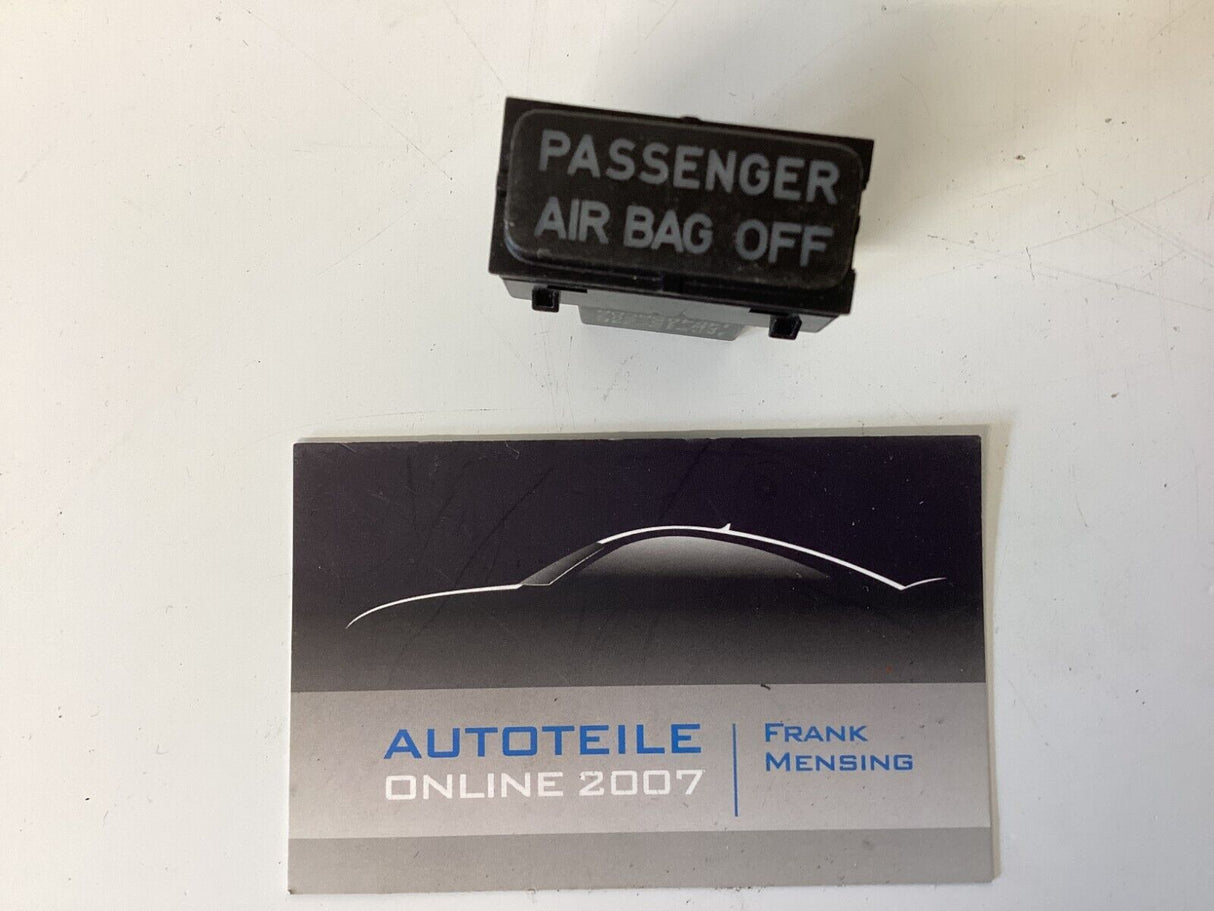 PASSENGER
AIR BAG OFF
AUTOTEILE
ONLINE 2007
FRANK
MENSING